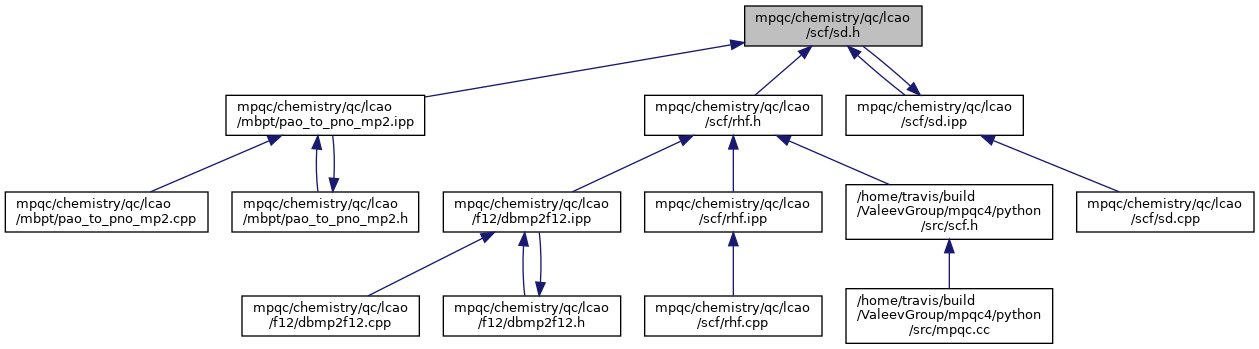 mpqc/chemistry/qc/lcao
/scf/sd.h
mpqc/chemistry/qc/lcao
/mbpt/pao_to_pno_mp2.ipp
mpqc/chemistry/qc/lcao
/scf/rhf.h
mpqc/chemistry/qc/lcao
/scf/sd.ipp
mpqc/chemistry/qc/lcao
/mbpt/pao_to_pno_mp2.cpp
mpqc/chemistry/qc/lcao
/mbpt/pao_to_pno_mp2.h
mpqc/chemistry/qc/lcao
/f12/dbmp2f12.ipp
mpqc/chemistry/qc/lcao
/scf/rhf.ipp
/home/travis/build
/ValeevGroup/mpqc4/python
/src/scf.h
mpqc/chemistry/qc/lcao
/scf/sd.cpp
mpqc/chemistry/qc/lcao
/f12/dbmp2f12.cpp
mpqc/chemistry/qc/lcao
/f12/dbmp2f12.h
mpqc/chemistry/qc/lcao
/scf/rhf.cpp
/home/travis/build
/ValeevGroup/mpqc4/python
/src/mpqc.cc